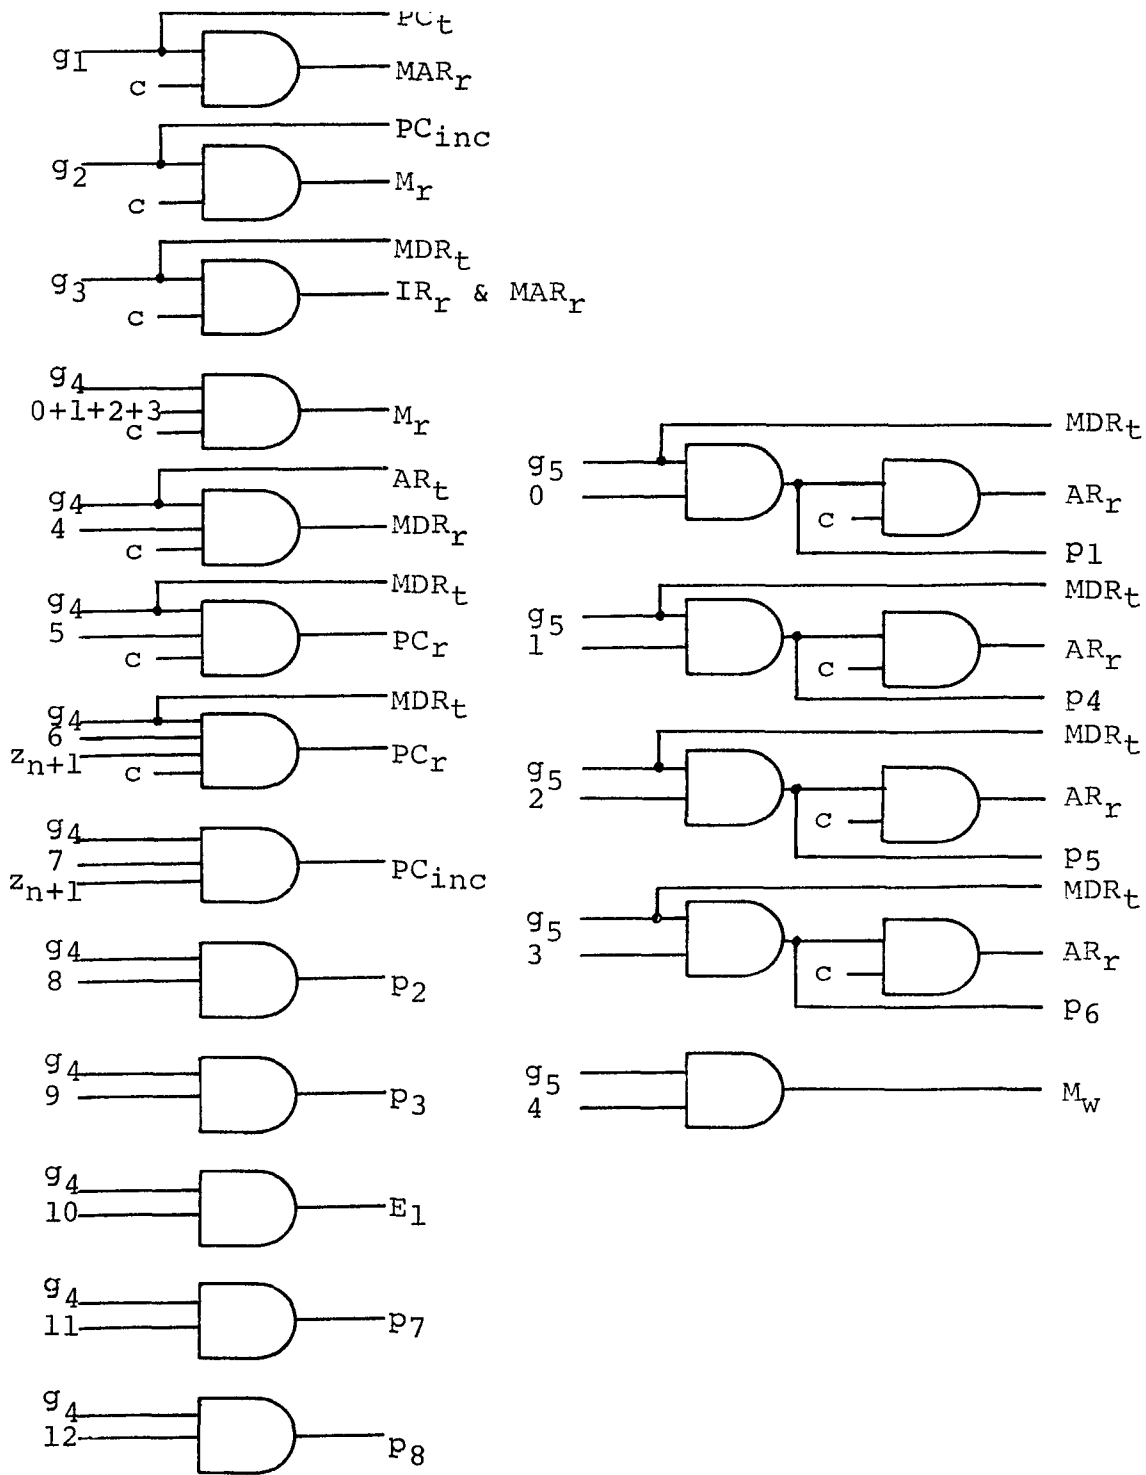 PCt
g1
MARr
c
PCinc
g2
Mr
c
MDRt
g3
IRr & MARr
c
g4
0+1+2+3
Mr
c
ARt
g4
4
MDRr
c
MDRt
g4
5
PCr
c
MDRt
g4
6
zn+1
PCr
c
g4
7
PCinc
zn+1
g4
8
p2
g4
9
p3
g4
10
E1
g4
11
p7
g4
12
p8
MDRt
g5
0
ARr
c
p1
MDRt
g5
1
ARr
c
p4
MDRt
g5
2
ARr
c
p5
MDRt
g5
3
ARr
c
p6
g5
4
Mw